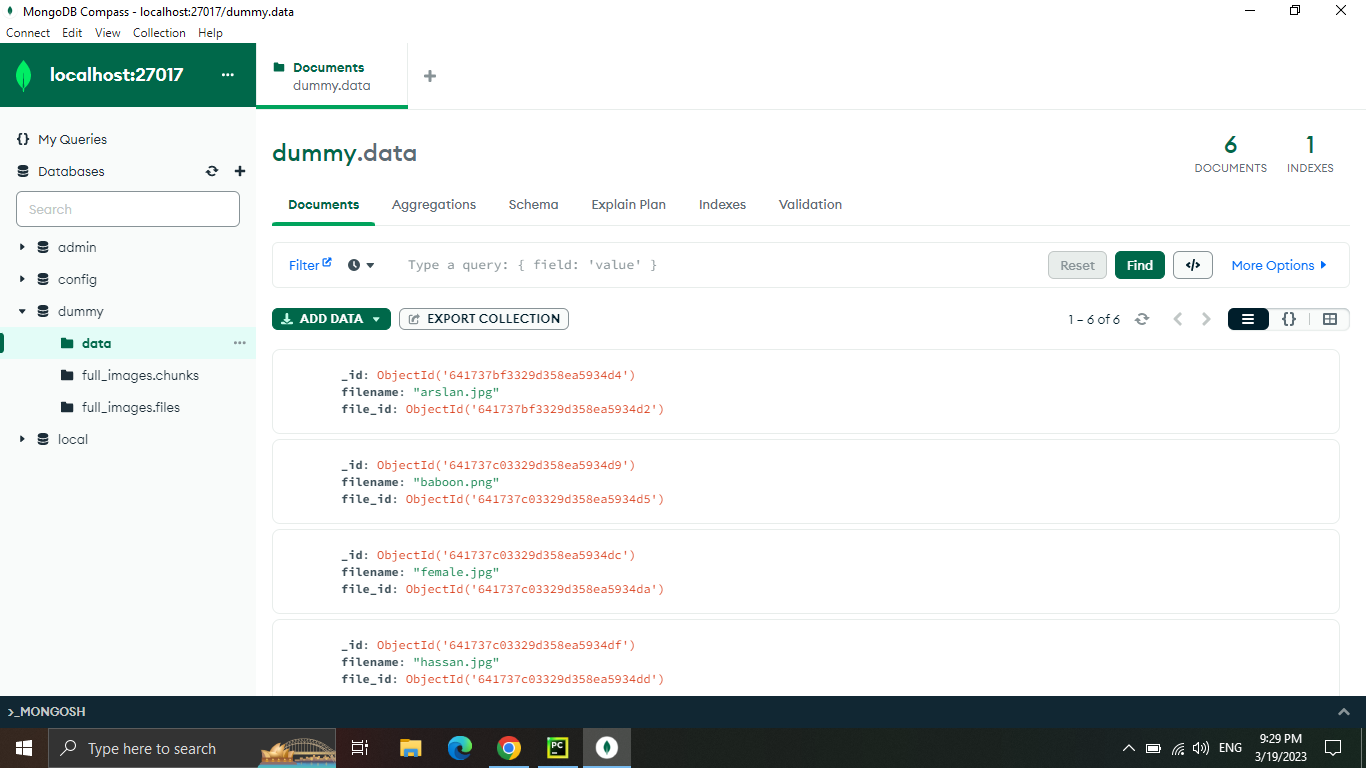 MongoDB Compass - localhost:27017/dummy.data
Connect Edit View Collection Help
localhost:27017 ...
Documents
dummy.data
{} My Queries
Databases
Search
admin
config
dummy
data ...
full_images.chunks
full_images.files
local
dummy.data
6
DOCUMENTS
1
INDEXES
Documents Aggregations Schema Explain Plan Indexes Validation
Filter Type a query: { field: 'value' } Reset Find </> More Options
ADD DATA EXPORT COLLECTION 1 – 6 of 6 {}
_id: ObjectId('641737bf3329d358ea5934d4')
filename: "arslan.jpg"
file_id: ObjectId('641737bf3329d358ea5934d2')
_id: ObjectId('641737c03329d358ea5934d9')
filename: "baboon.png"
file_id: ObjectId('641737c03329d358ea5934d5')
_id: ObjectId('641737c03329d358ea5934dc')
filename: "female.jpg"
file_id: ObjectId('641737c03329d358ea5934da')
_id: ObjectId('641737c03329d358ea5934df')
filename: "hassan.jpg"
file_id: ObjectId('641737c03329d358ea5934dd')
>_MONGOSH
Type here to search
PC
ENG
9:29 PM
3/19/2023